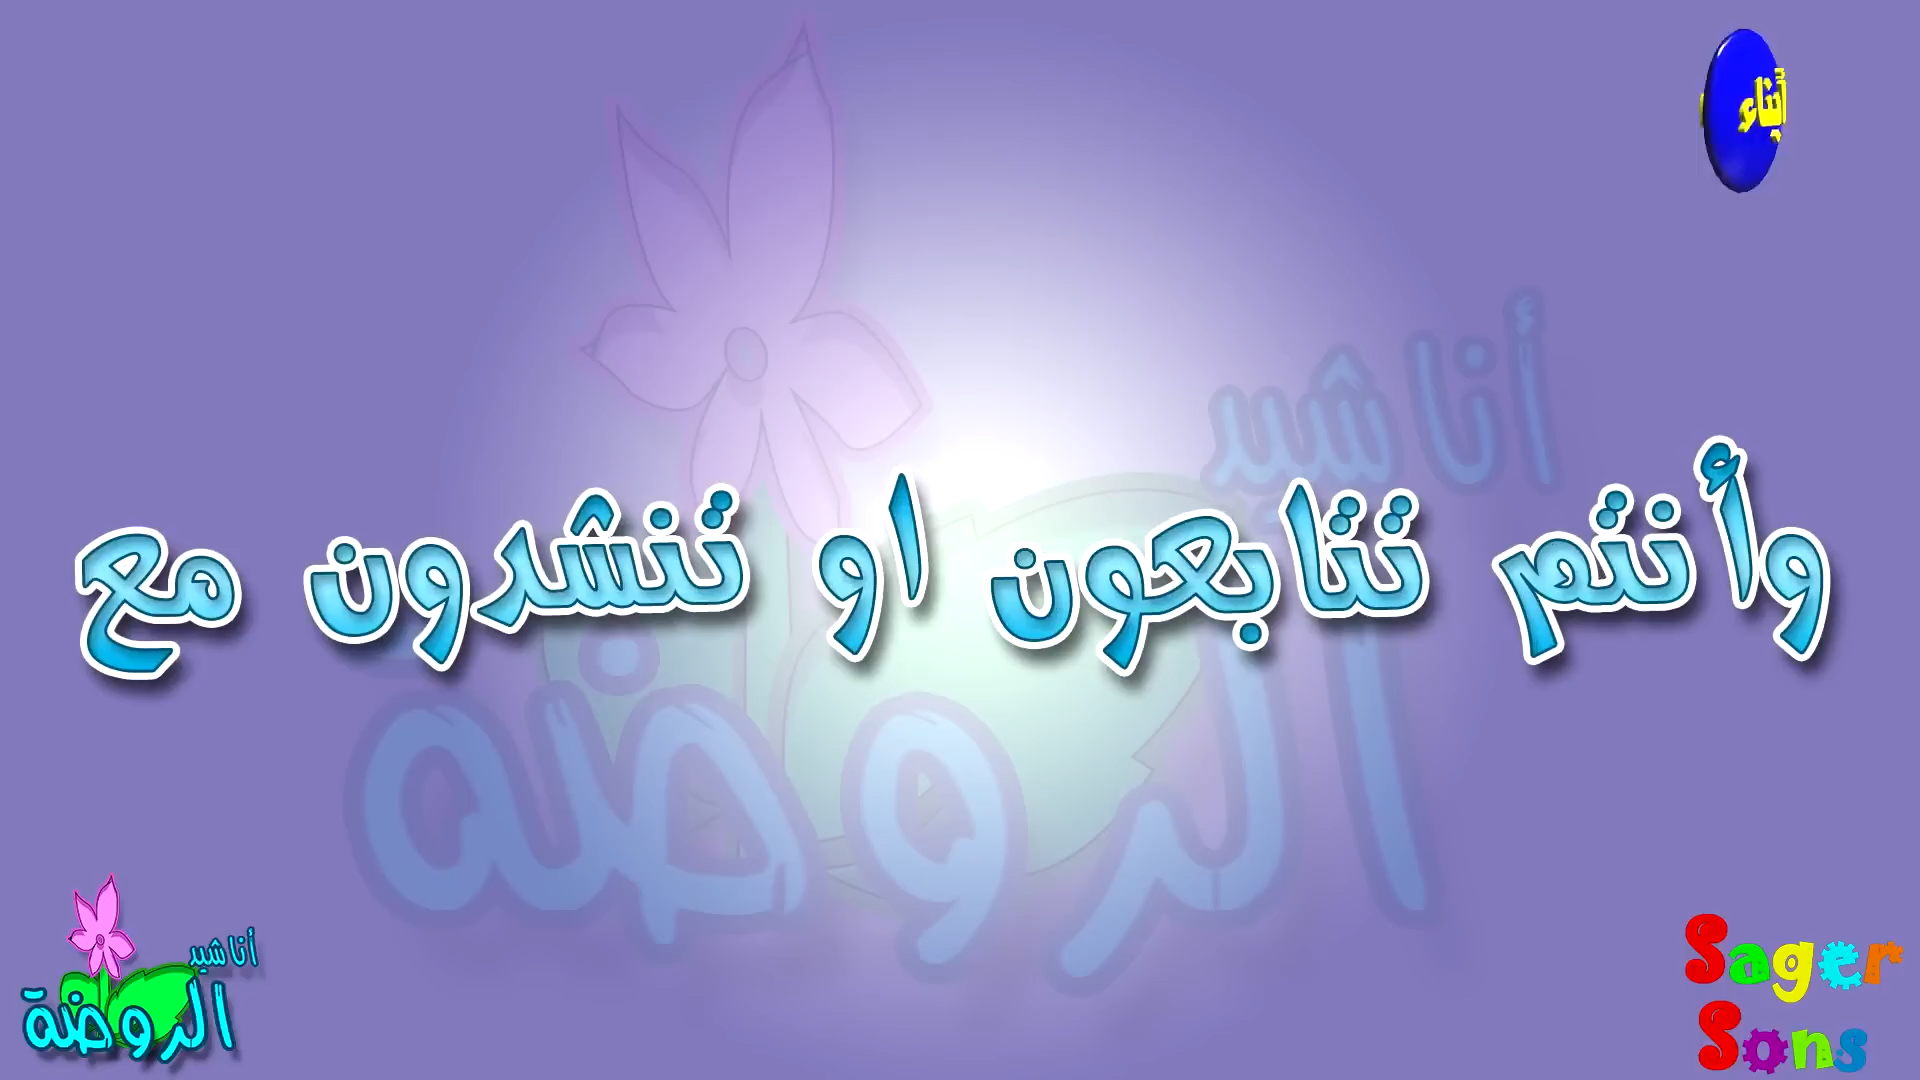 أبناء
أناشيد
وأنتم تتابعون او تنشدون مع
الروضة
أناشيد
الروضة
Sager
Sons